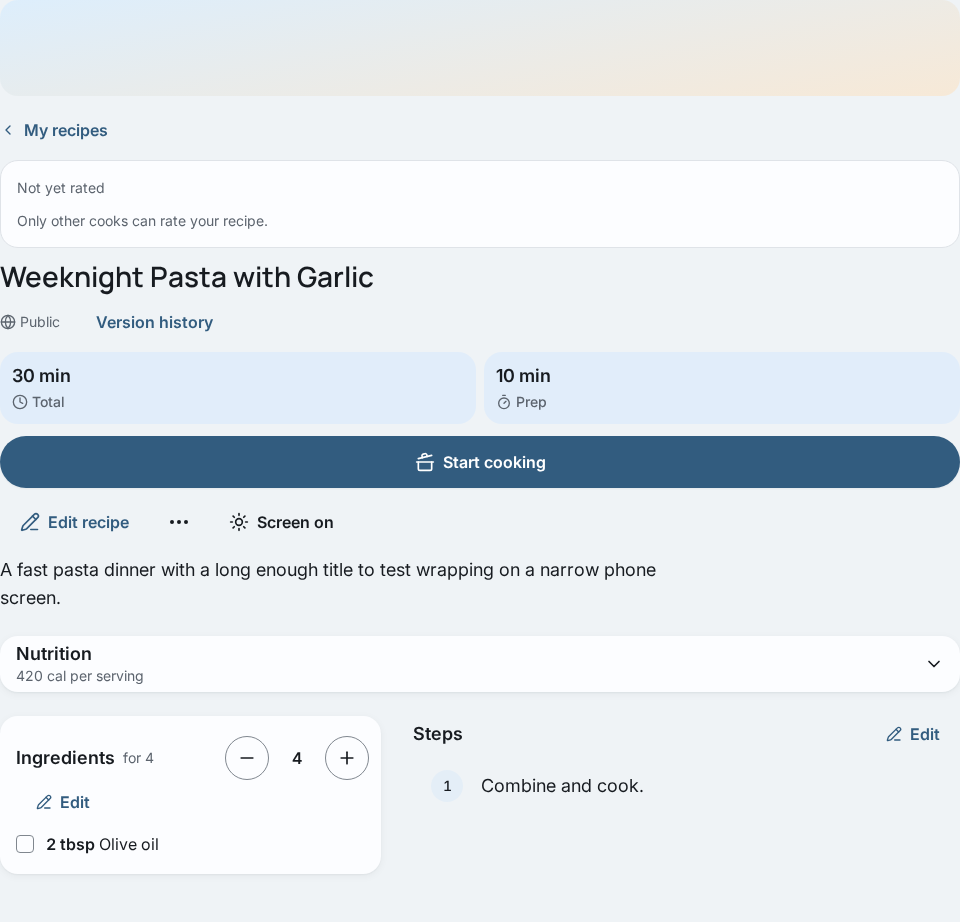 My recipes
Not yet rated
Only other cooks can rate your recipe.
Weeknight Pasta with Garlic
Public Version history
30 min
Total
10 min
Prep
Start cooking
Edit recipe ••• Screen on
A fast pasta dinner with a long enough title to test wrapping on a narrow phone
screen.
Nutrition
420 cal per serving
Ingredients for 4 − 4 +
Edit
2 tbsp Olive oil
Steps Edit
1 Combine and cook.